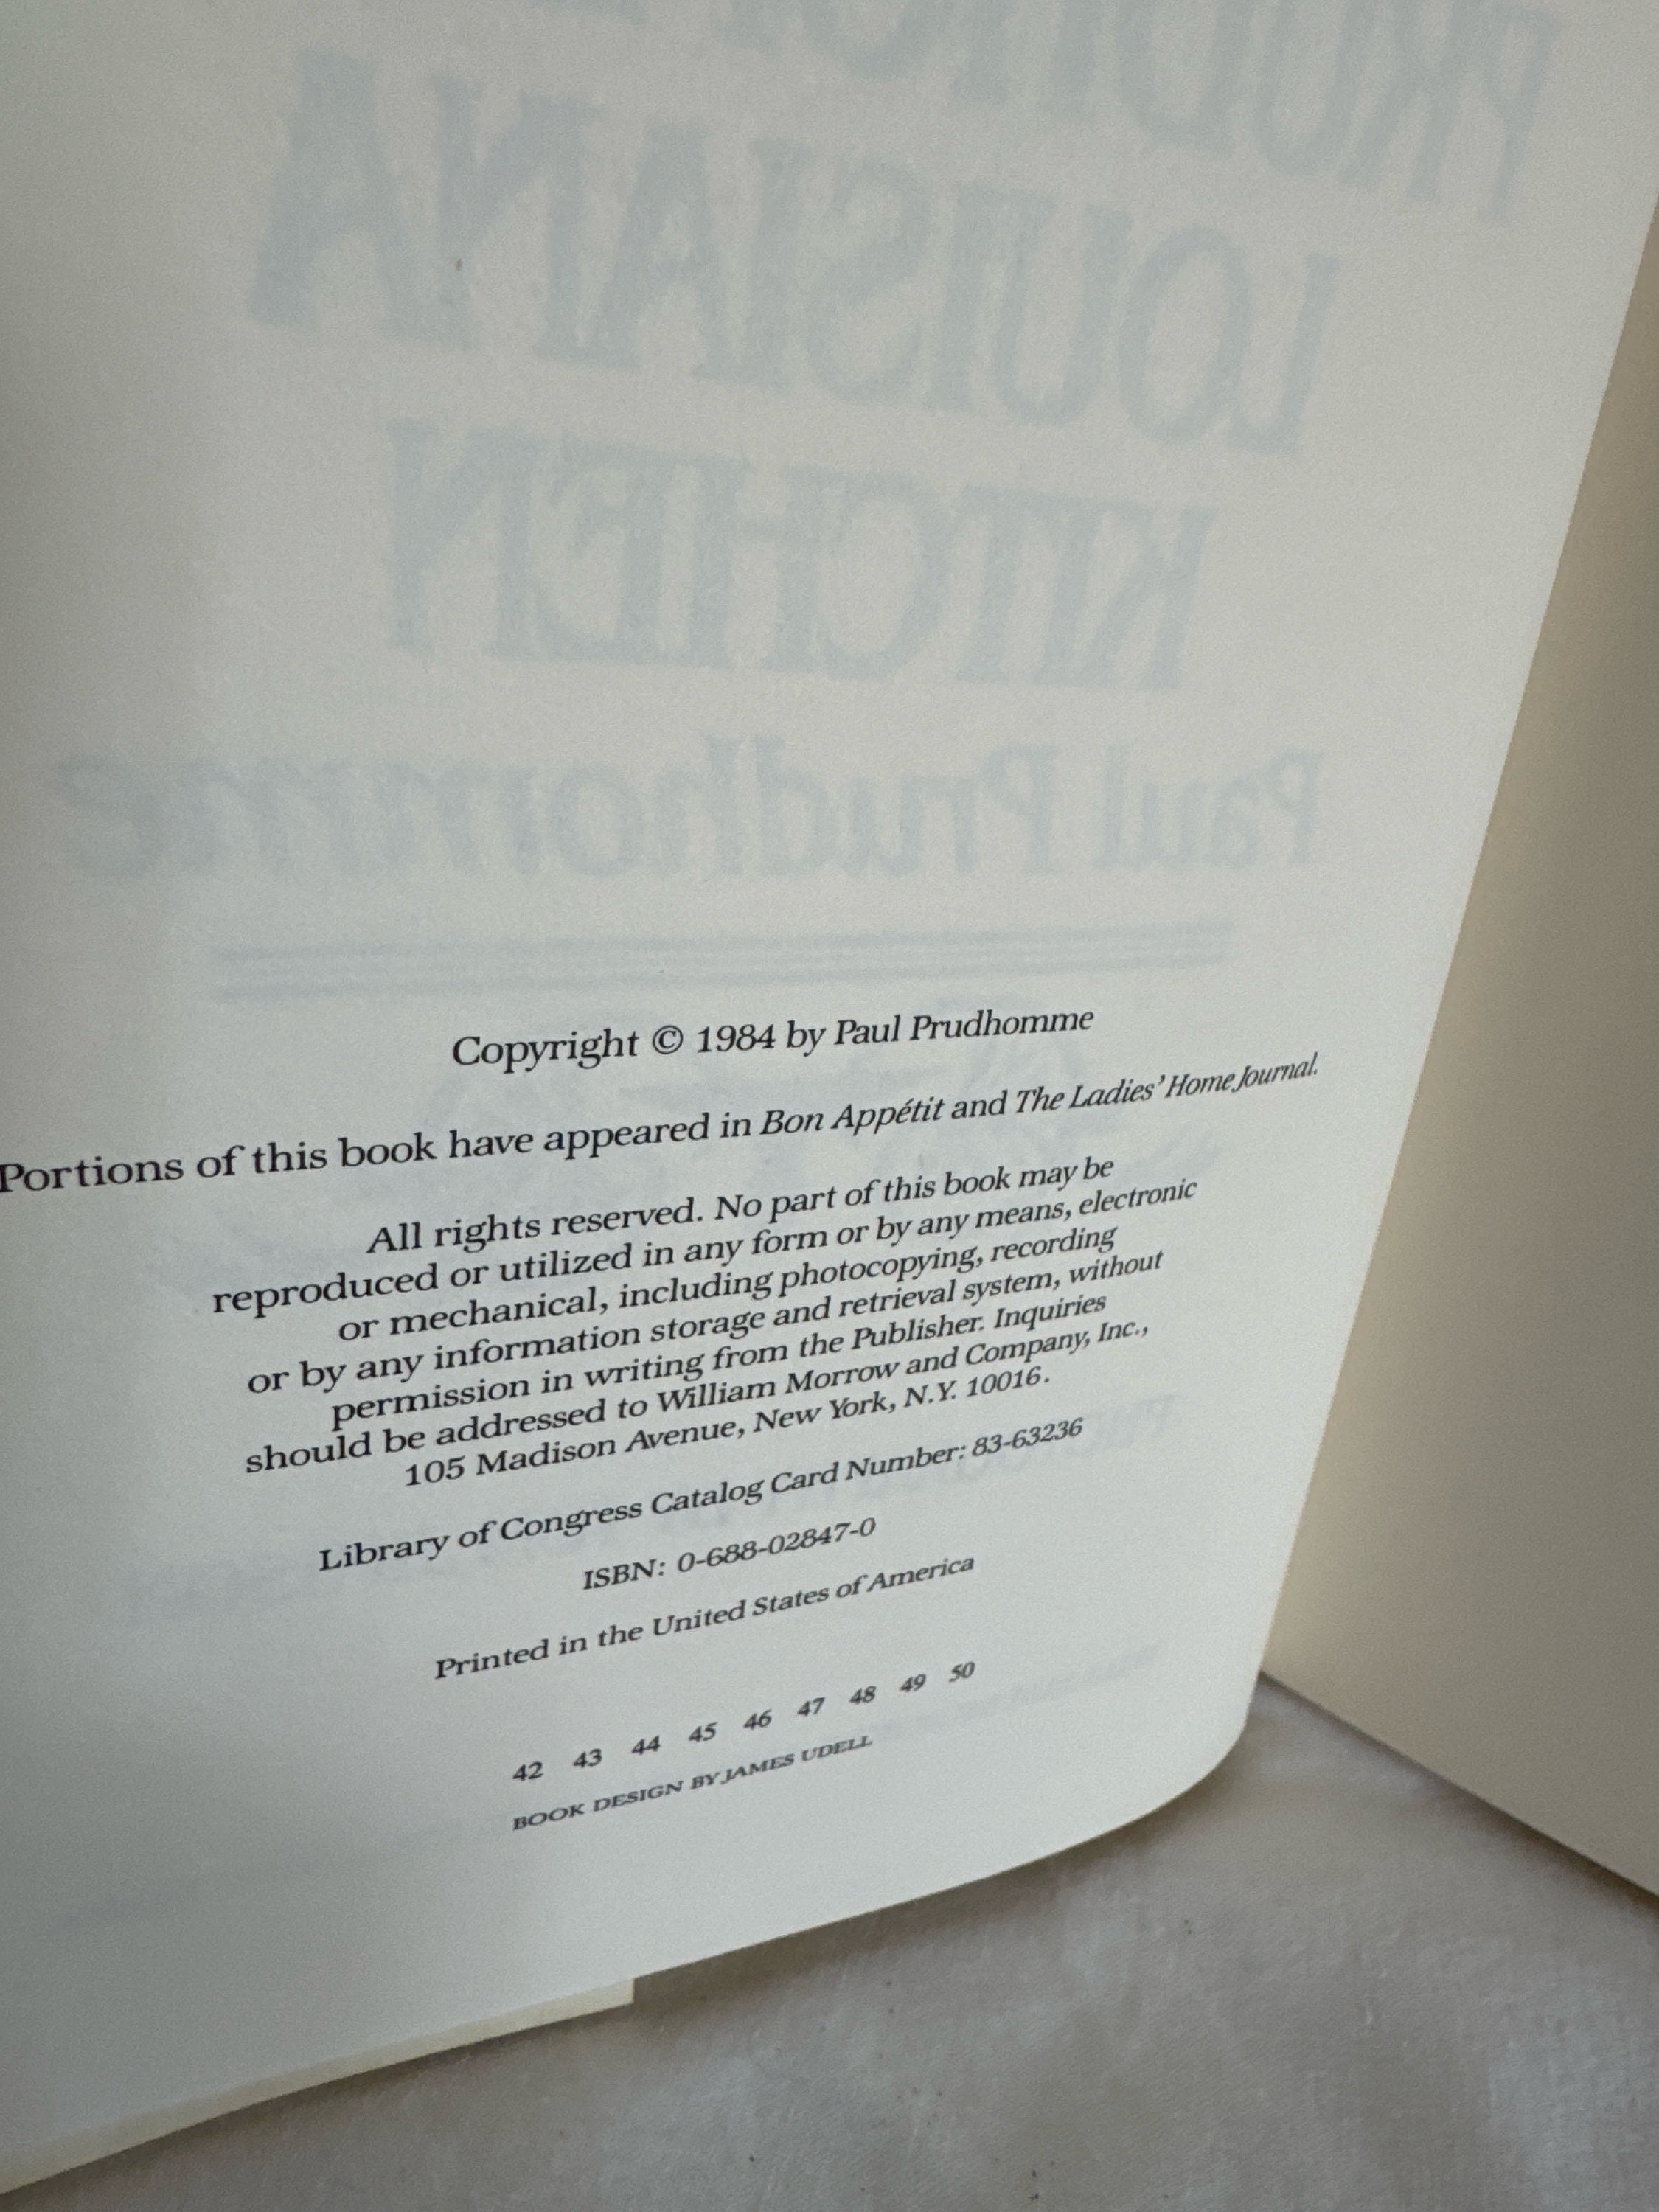 PRUDHOMME'S
LOUISIANA
KITCHEN
Paul Prudhomme
Copyright © 1984 by Paul Prudhomme
Portions of this book have appeared in Bon Appétit and The Ladies' Home Journal.
All rights reserved. No part of this book may be
reproduced or utilized in any form or by any means, electronic
or mechanical, including photocopying, recording
or by any information storage and retrieval system, without
permission in writing from the Publisher. Inquiries
should be addressed to William Morrow and Company, Inc.,
105 Madison Avenue, New York, N.Y. 10016.
Library of Congress Catalog Card Number: 83-63236
ISBN: 0-688-02847-0
Printed in the United States of America
42 43 44 45 46 47 48 49 50
BOOK DESIGN BY JAMES UDELL